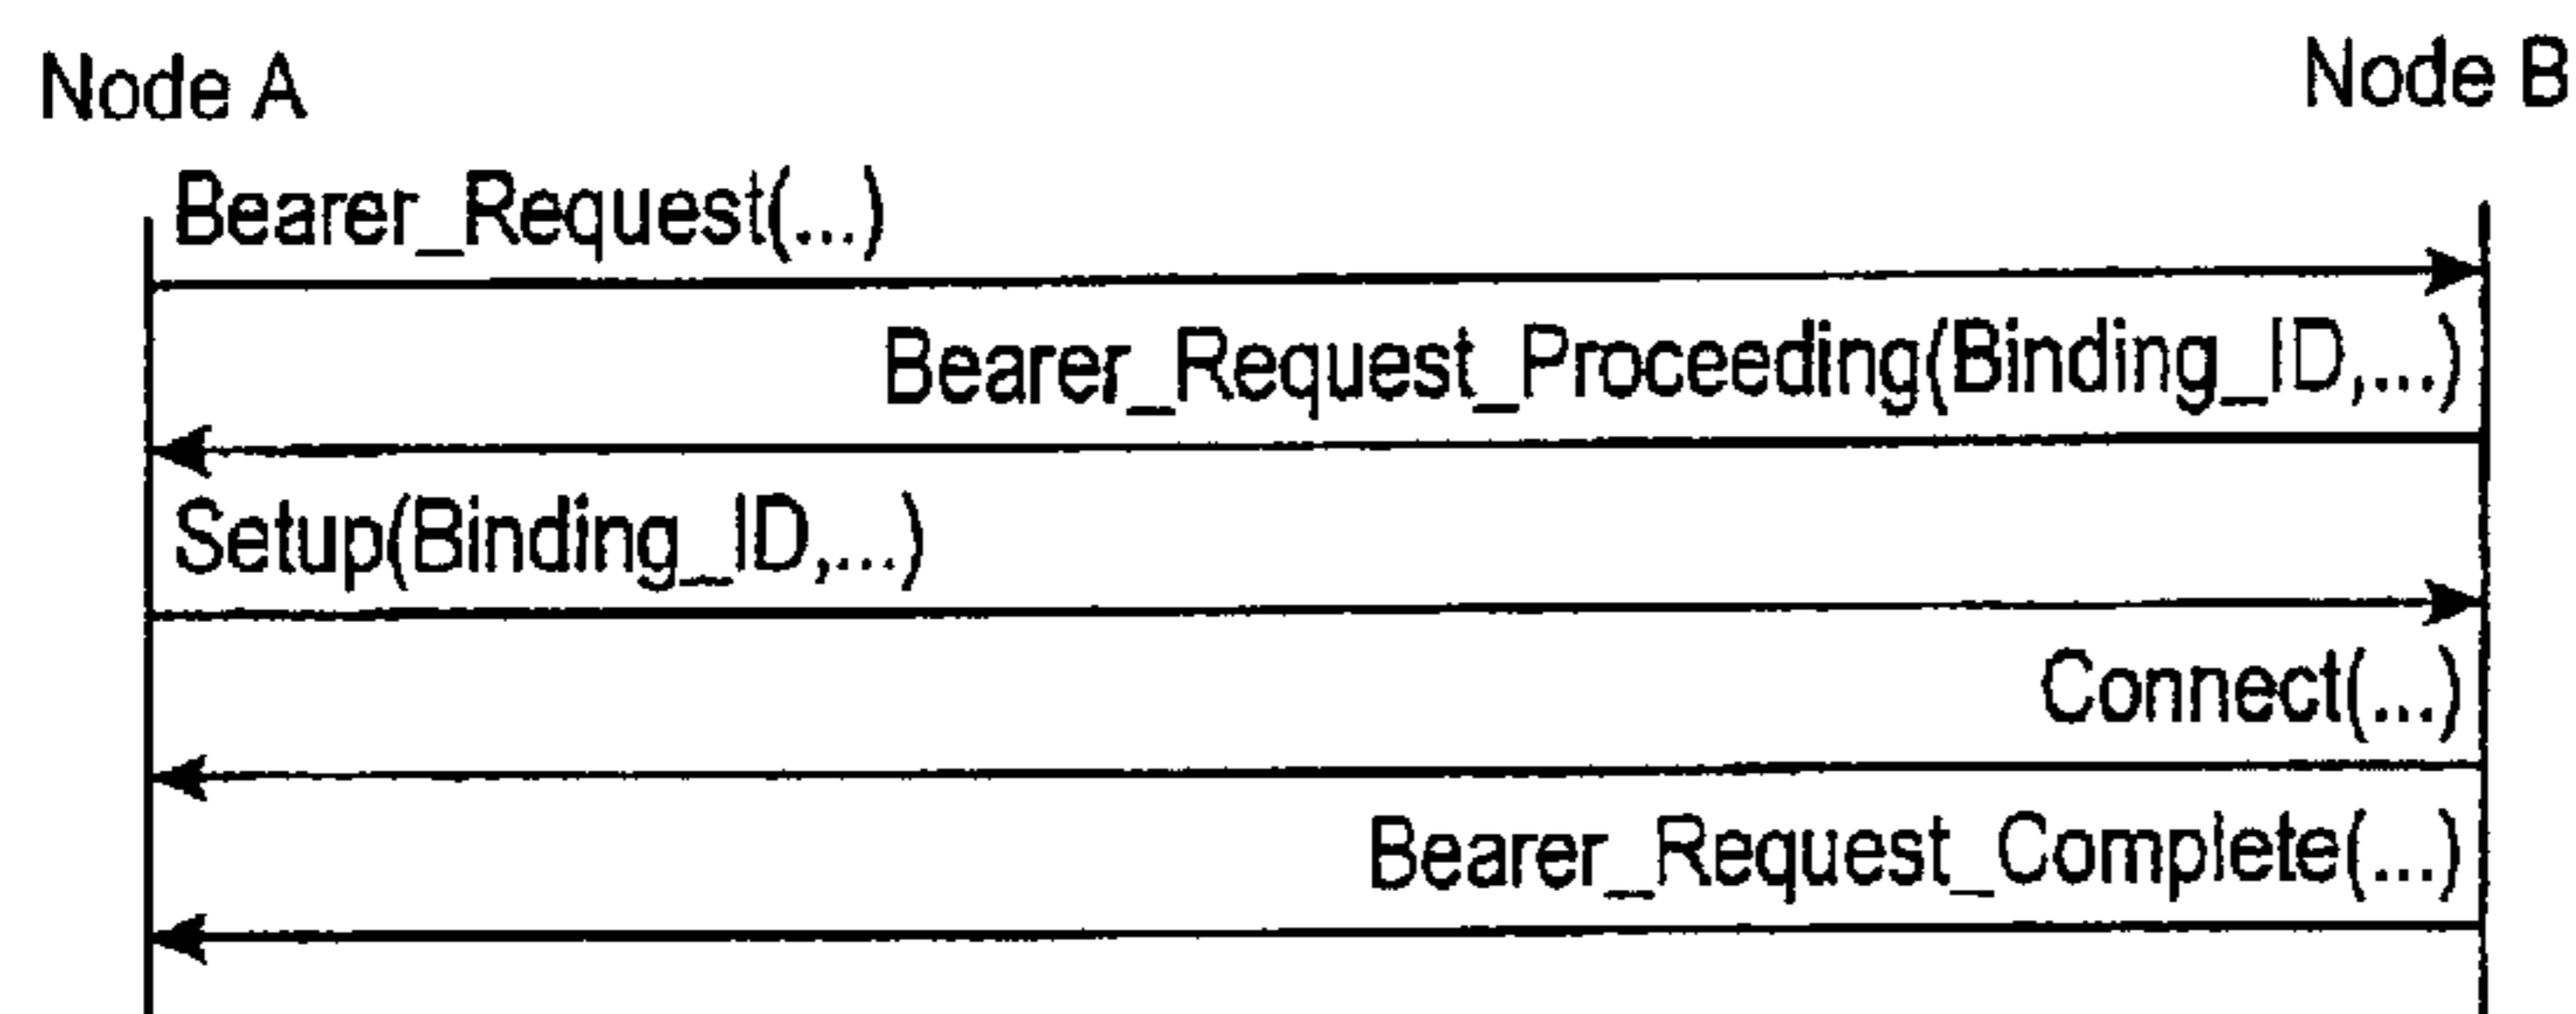 Node A
Node B
Bearer_Request(...)
Bearer_Request_Proceeding(Binding_ID,...)
Setup(Binding_ID,...)
Connect(...)
Bearer_Request_Complete(...)